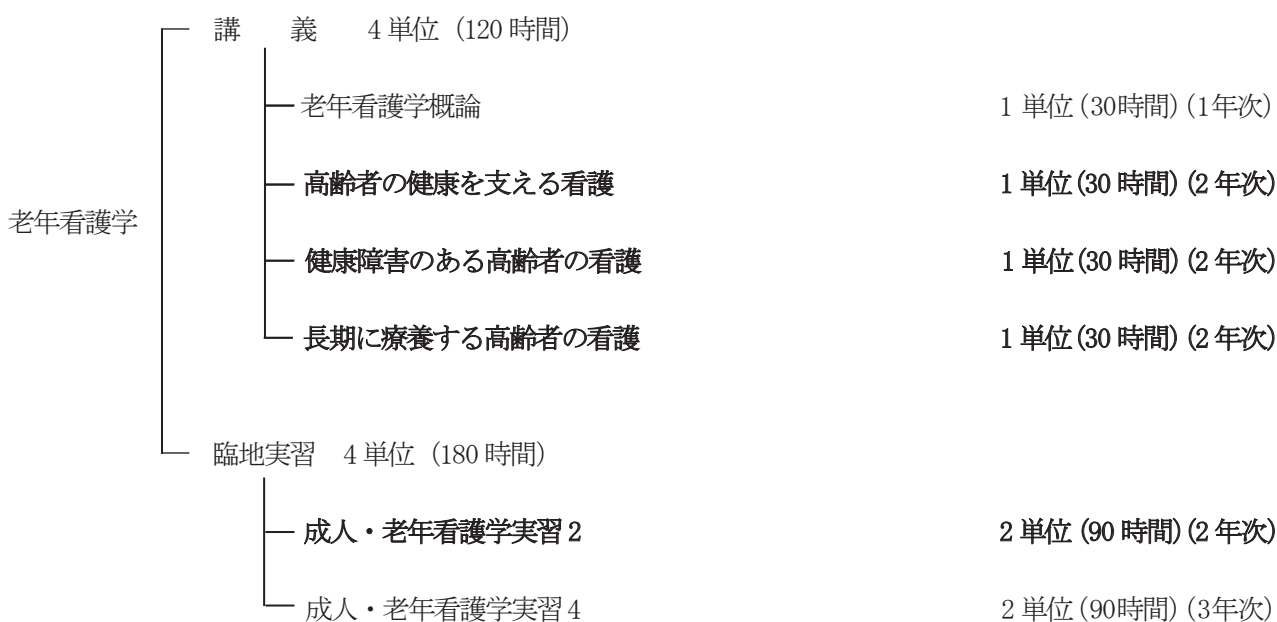 講　義　4単位（120時間）
老年看護学概論　1単位（30時間）（1年次）
高齢者の健康を支える看護　1単位（30時間）（2年次）
老年看護学
健康障害のある高齢者の看護　1単位（30時間）（2年次）
長期に療養する高齢者の看護　1単位（30時間）（2年次）
臨地実習　4単位（180時間）
成人・老年看護学実習2　2単位（90時間）（2年次）
成人・老年看護学実習4　2単位（90時間）（3年次）